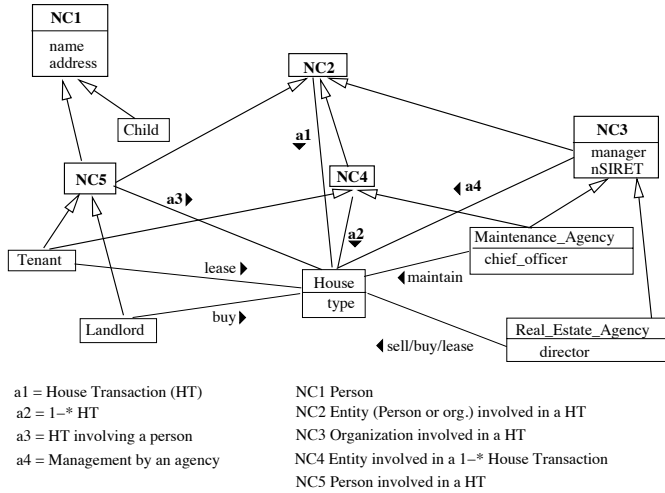 NC1
name
address
NC2
Child
a1
NC3
manager
nSIRET
NC5
NC4
a3
a4
a2
Tenant
lease
House
type
maintain
Maintenance_Agency
chief_officer
Landlord
buy
sell/buy/lease
Real_Estate_Agency
director
a1 = House Transaction (HT)
a2 = 1-* HT
a3 = HT involving a person
a4 = Management by an agency
NC1 Person
NC2 Entity (Person or org.) involved in a HT
NC3 Organization involved in a HT
NC4 Entity involved in a 1-* House Transaction
NC5 Person involved in a HT